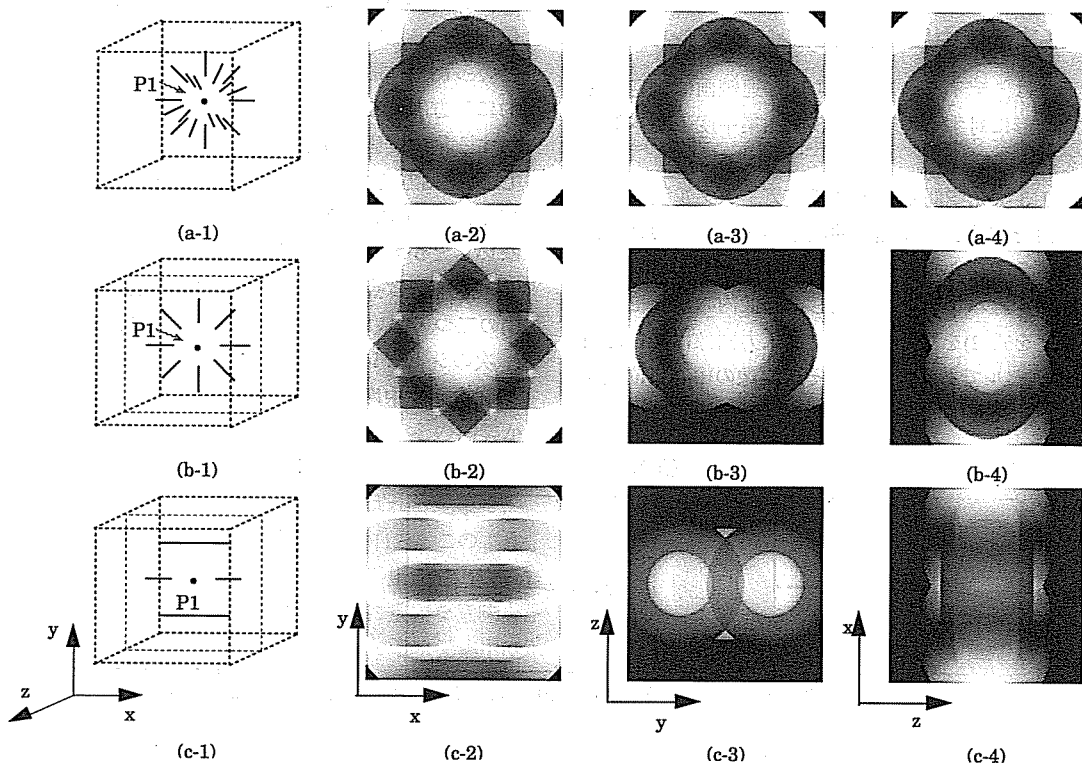 P1
(a-1)
(a-2)
(a-3)
(a-4)
P1
(b-1)
(b-2)
(b-3)
(b-4)
P1
y
z
x
y
x
z
y
x
z
(c-1)
(c-2)
(c-3)
(c-4)